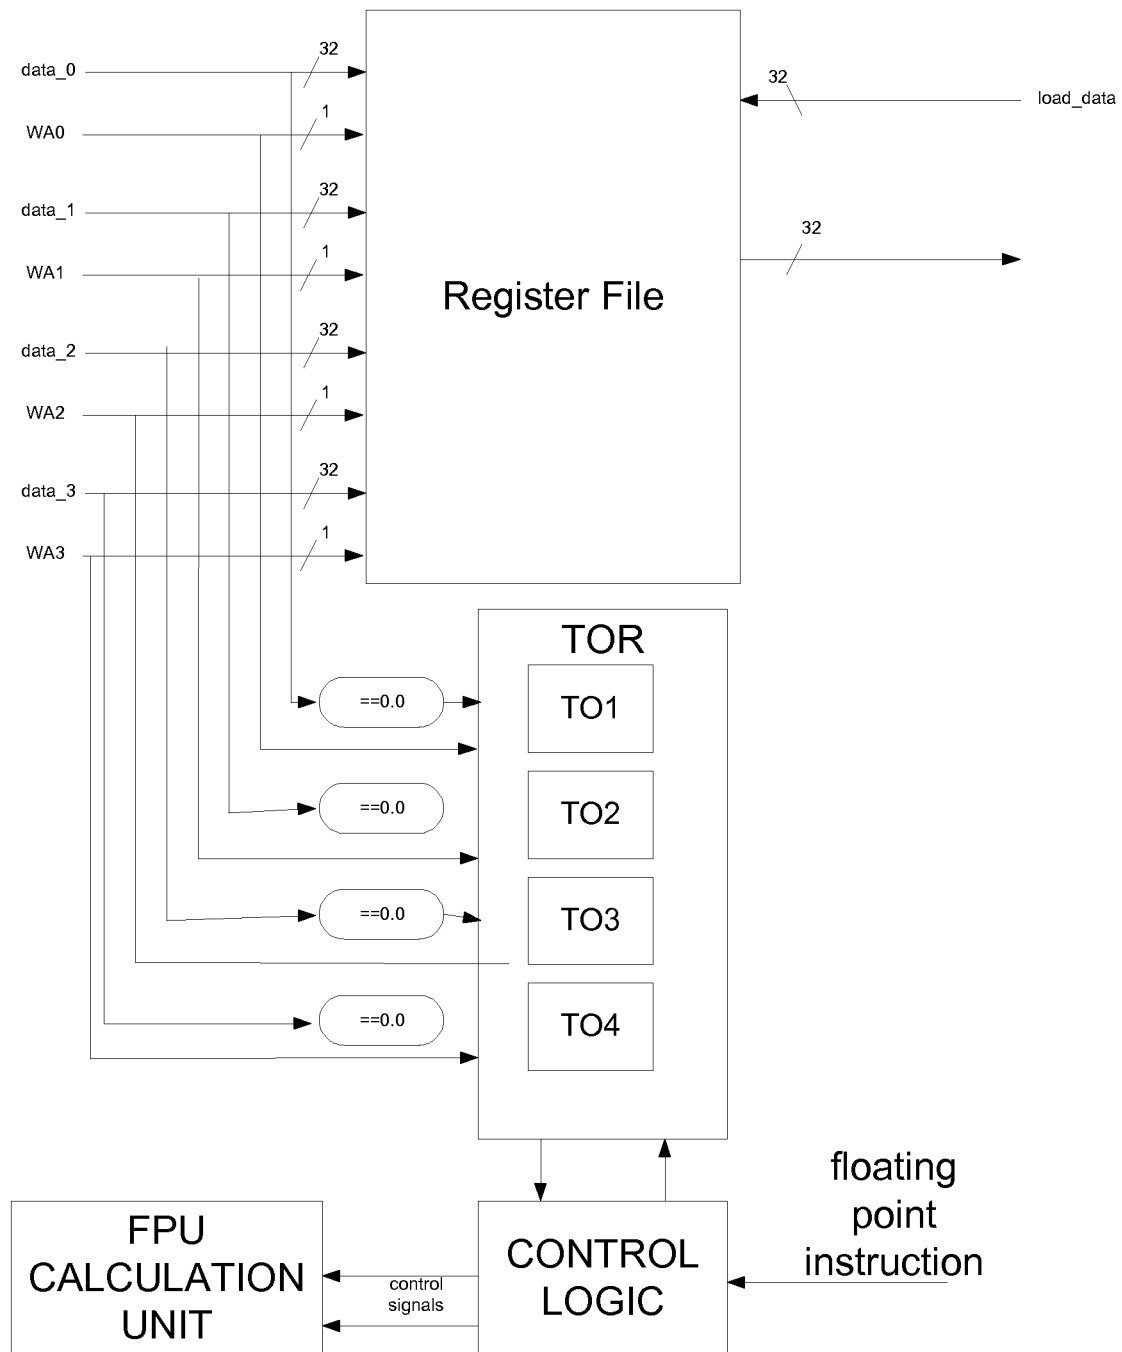 data_0
32
WA0
1
data_1
32
WA1
1
data_2
32
WA2
1
data_3
32
WA3
1
Register File
32
load_data
32
TOR
==0.0
TO1
==0.0
TO2
==0.0
TO3
==0.0
TO4
floating
point
instruction
FPU
CALCULATION
UNIT
control
signals
CONTROL
LOGIC